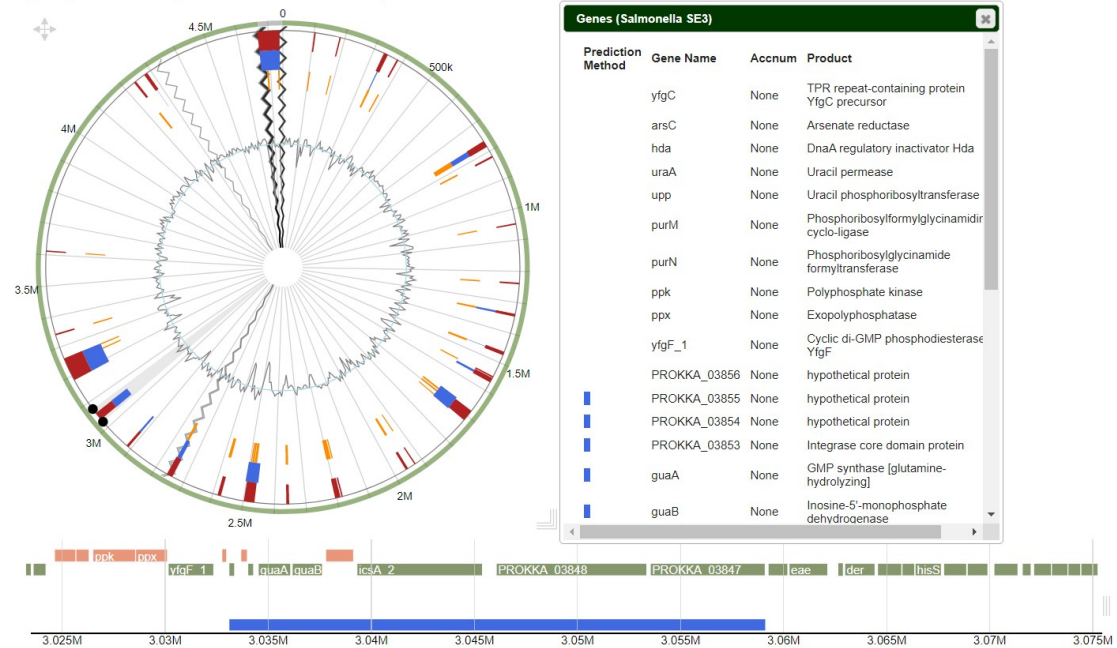 0
500k
1M
1.5M
2M
2.5M
3M
3.5M
4M
4.5M
Genes (Salmonella SE3)
Prediction Method Gene Name Accnum Product
yfgC None TPR repeat-containing protein
YfgC precursor
arsC None Arsenate reductase
hda None DnaA regulatory inactivator Hda
uraA None Uracil permease
upp None Uracil phosphoribosyltransferase
purM None Phosphoribosylformylglycinamidir
cyclo-ligase
purN None Phosphoribosylglycinamide
formyltransferase
ppk None Polyphosphate kinase
ppx None Exopolyphosphatase
yfgF_1 None Cyclic di-GMP phosphodiesterase
YfgF
PROKKA_03856 None hypothetical protein
PROKKA_03855 None hypothetical protein
PROKKA_03854 None hypothetical protein
PROKKA_03853 None Integrase core domain protein
guaA None GMP synthase [glutamine-
hydrolyzing]
guaB None Inosine-5'-monophosphate
dehydrogenase
ppk ppx
yfgF_1 guaA guaB icsA_2 PROKKA_03848 PROKKA_03847 eae der hisS
3.025M 3.03M 3.035M 3.04M 3.045M 3.05M 3.055M 3.06M 3.065M 3.07M 3.075M